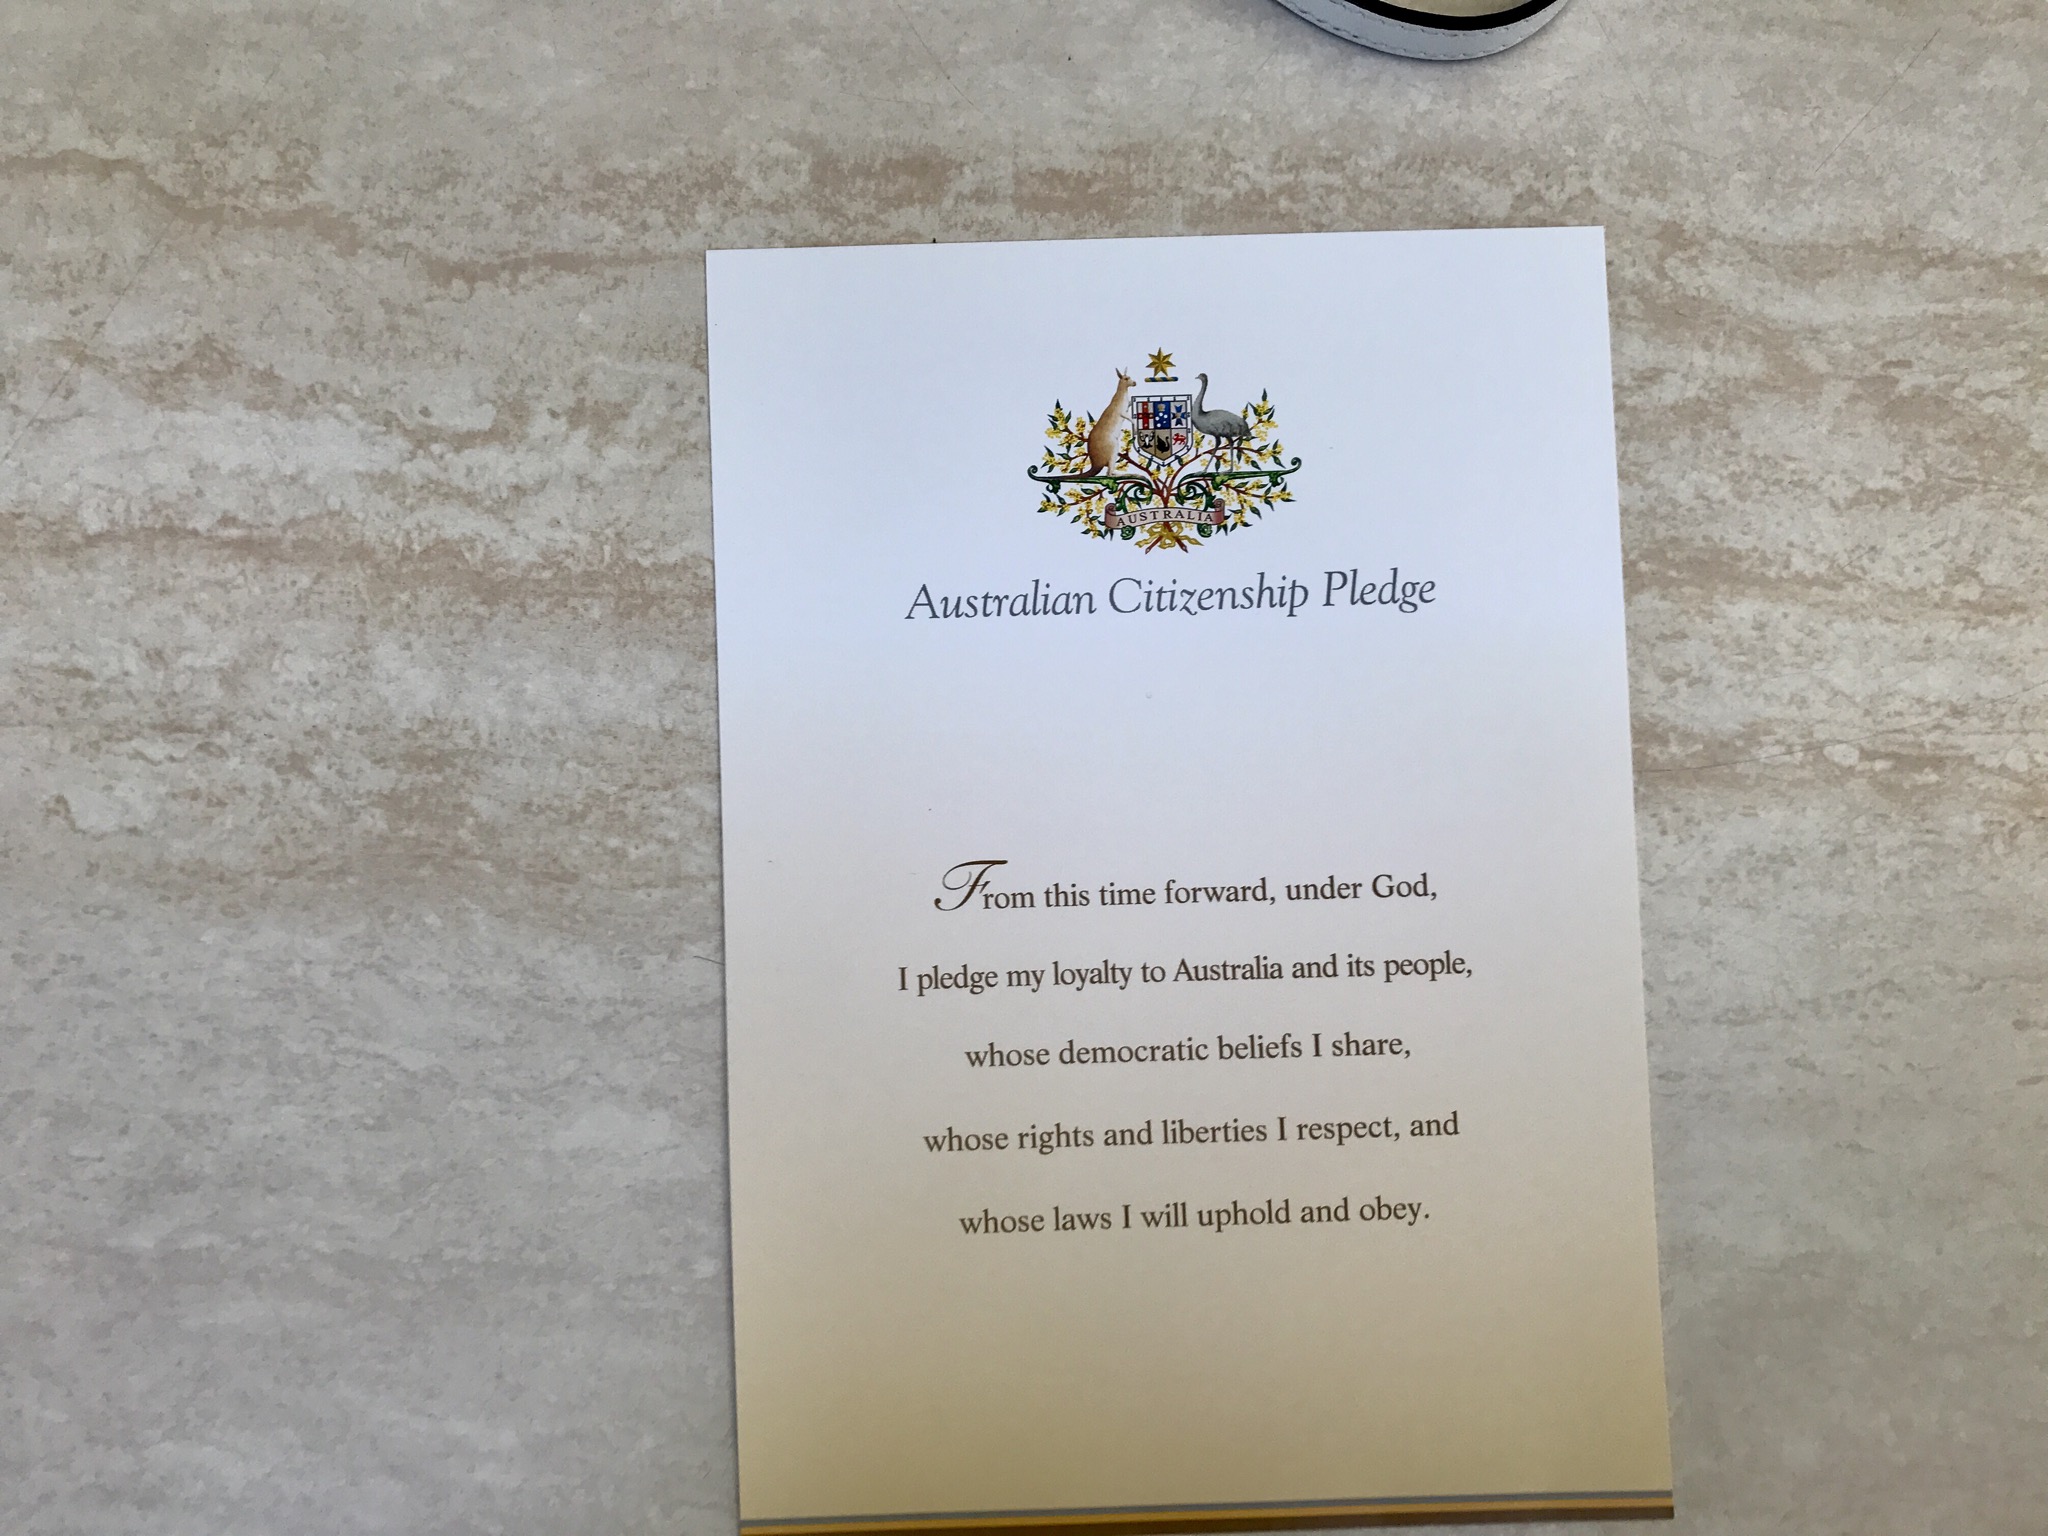 AUSTRALIA
Australian Citizenship Pledge
From this time forward, under God,
I pledge my loyalty to Australia and its people,
whose democratic beliefs I share,
whose rights and liberties I respect, and
whose laws I will uphold and obey.